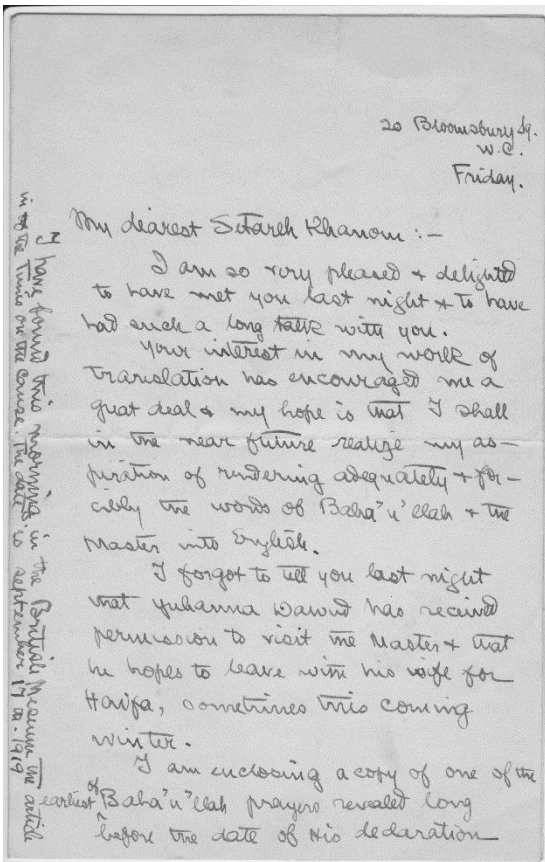 20 Bloomsbury Sq.
W.C.
Friday.
My dearest Setareh Khanom :—
I am so very pleased & delighted
to have met you last night & to have
had such a long talk with you.
Your interest in my work of
translation has encouraged me a
great deal & my hope is that I shall
in the near future realize my as-
piration of rendering adequately & for-
cibly the words of Baha'u'llah & the
Master into English.
I forgot to tell you last night
that Yuhanna Dawud has received
permission to visit the Master & that
he hopes to leave with his wife for
Haifa, sometimes this coming
winter.
I am enclosing a copy of one of the
earliest of Baha'u'llah prayers revealed long
before the date of His declaration
I have found this morning in the British Museum the article
in the Times on the Cause. The date is September 17th. 1919